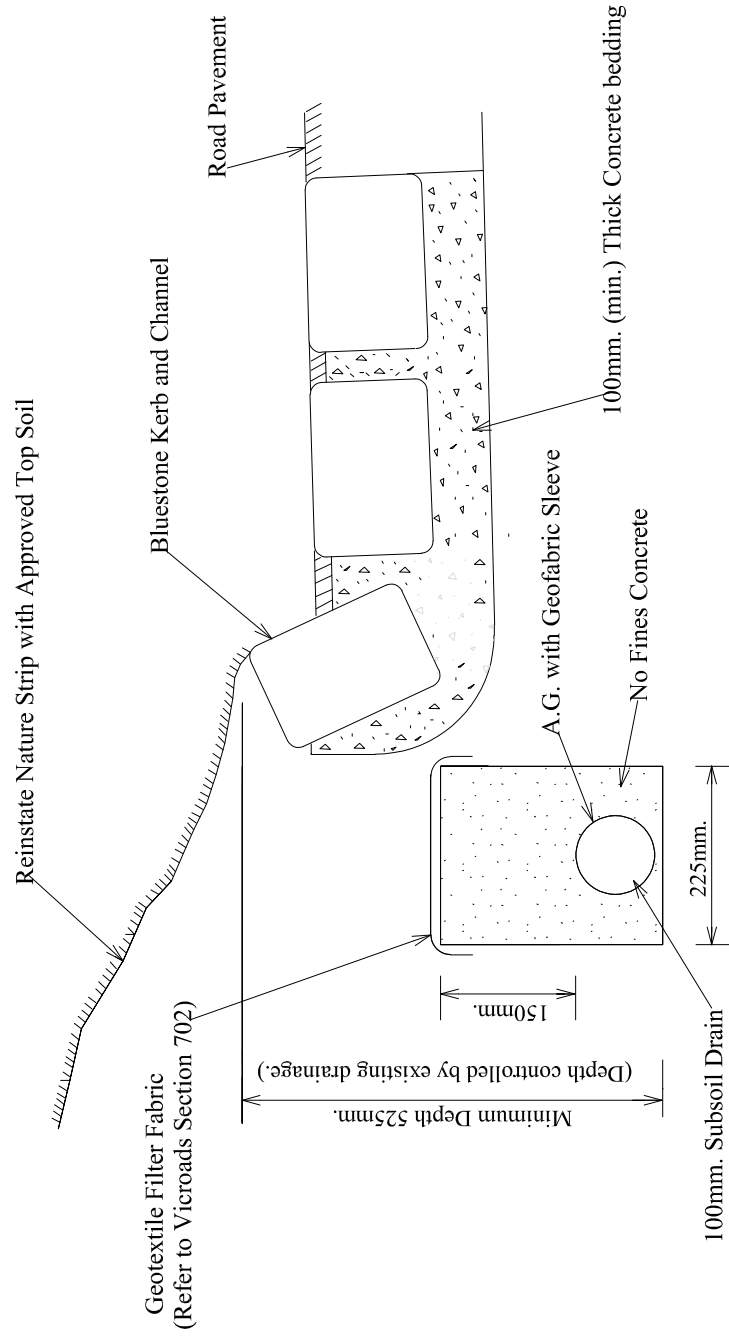 Reinstate Nature Strip with Approved Top Soil
Bluestone Kerb and Channel
Road Pavement
Geotextile Filter Fabric
(Refer to Vicroads Section 702)
Minimum Depth 525mm.
(Depth controlled by existing drainage.)
150mm.
225mm.
100mm. Subsoil Drain
A.G. with Geofabric Sleeve
No Fines Concrete
100mm. (min.) Thick Concrete bedding